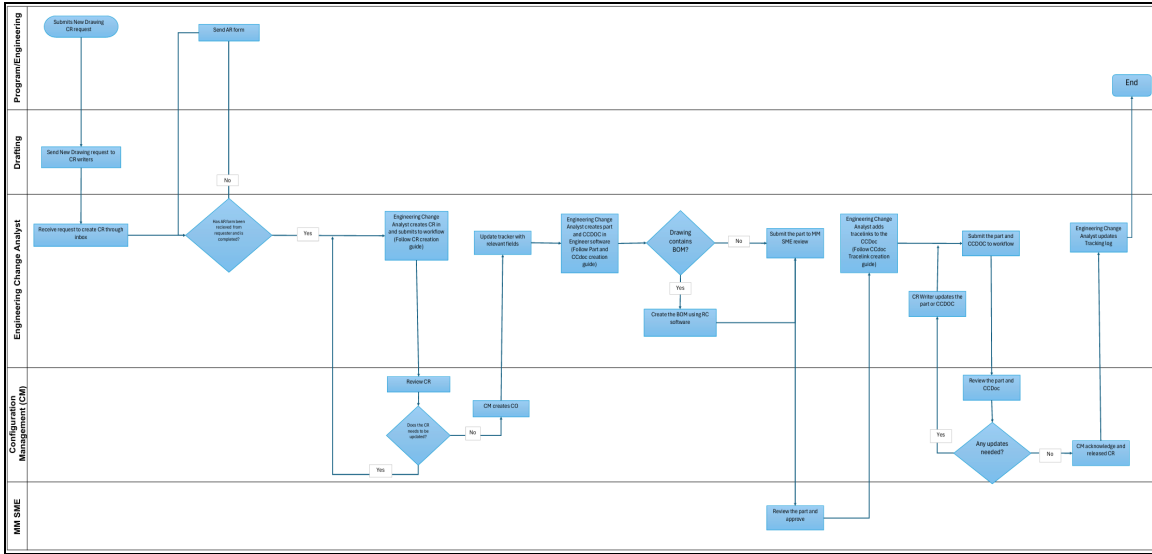 Program/Engineering
Submits New Drawing
CR request
Send AR form
End
Drafting
Send New Drawing request to
CR writers
No
Engineering Change Analyst
Receive request to create CR through
inbox
Has AR form been
received from
requester and is
completed?
Yes
Engineering Change
Analyst creates CR in
and submits to workflow
(Follow CR creation
guide)
Update tracker with
relevant fields
Engineering Change
Analyst creates part
and CCDOC in
Engineer software
(Follow Part and
CCdoc creation guide)
Drawing
contains
BOM?
No
Yes
Create the BOM using RC
software
Submit the part to MM
SME review
Engineering Change
Analyst adds
tracelinks to the
CCDoc
(Follow CCdoc
Tracelink creation
guide)
Submit the part and
CCDOC to workflow
CR Writer updates the
part or CCDOC
Engineering Change
Analyst updates
Tracking log
Configuration
Management (CM)
Review CR
Does the CR
needs to be
updated?
No
Yes
CM creates CO
Review the part and
CCDec
Any updates
needed?
Yes
No
CM acknowledge and
released CR
MM SME
Review the part and
approve